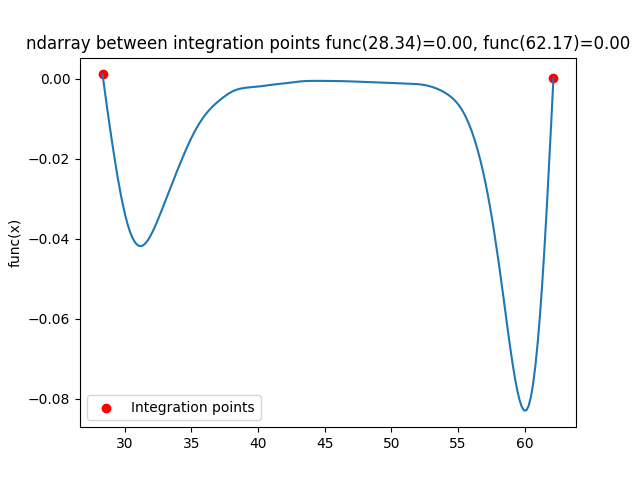 ndarray between integration points func(28.34)=0.00, func(62.17)=0.00
0.00
−0.02
−0.04
−0.06
−0.08
func(x)
Integration points
30 35 40 45 50 55 60